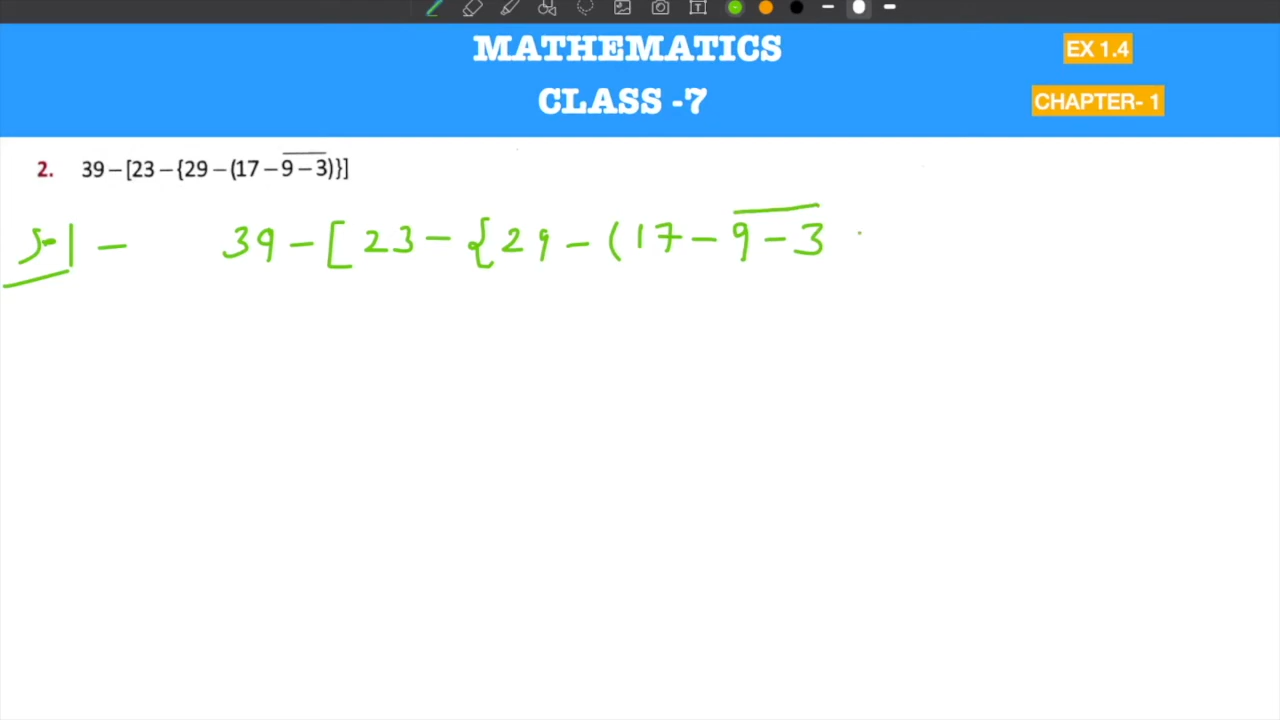 MATHEMATICS
EX 1.4
CLASS -7
CHAPTER- 1
2. 39 – [23 – {29 – (17 – 9̅ ̅–̅ ̅3̅)}]
Sol – 39 – [ 23 – { 29 – ( 17 – 9̅ ̅–̅ ̅3̅